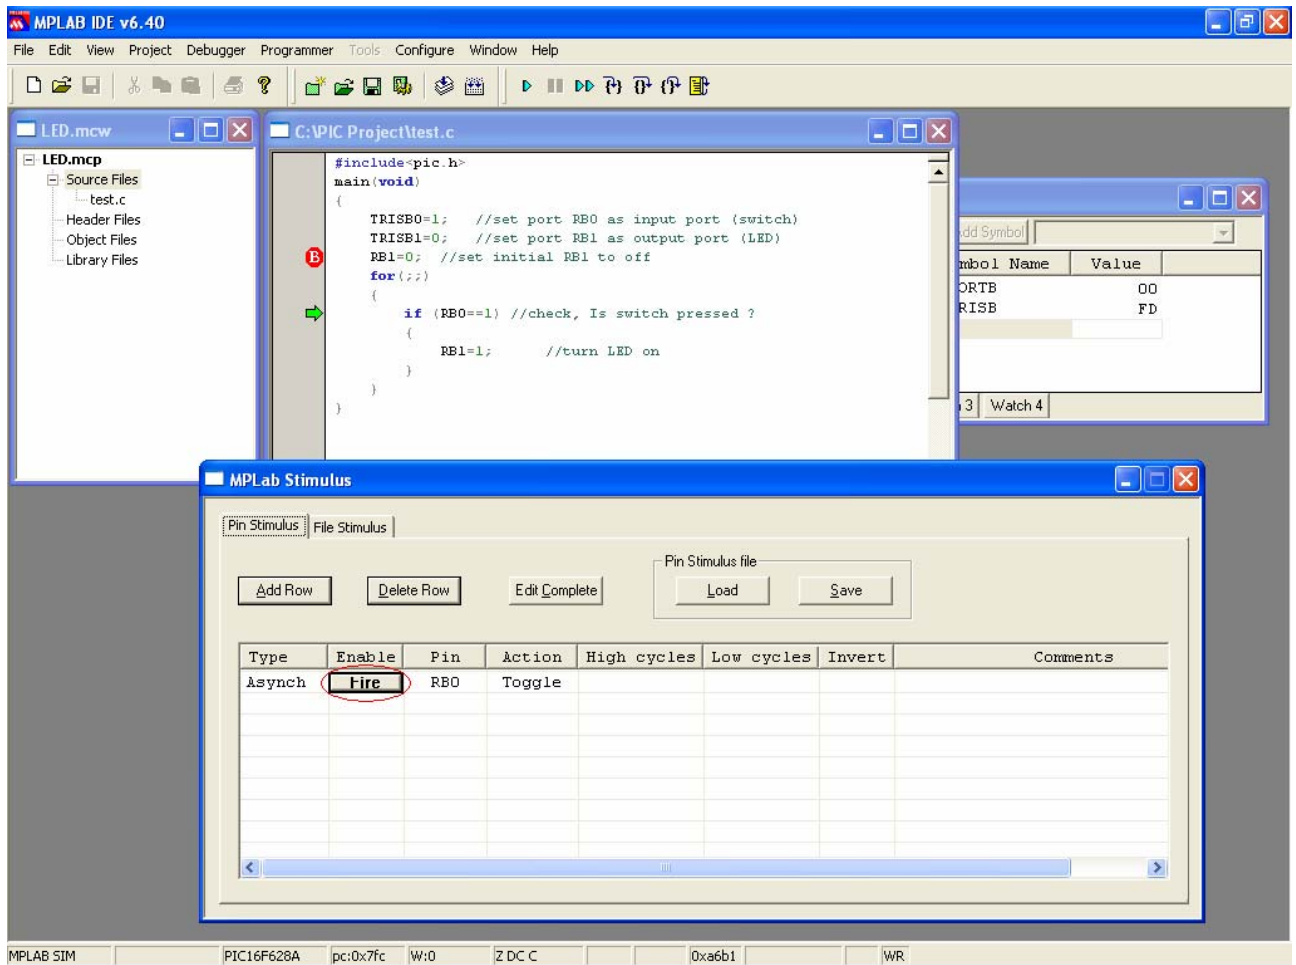 MPLAB IDE v6.40
File Edit View Project Debugger Programmer Tools Configure Window Help
LED.mcw
LED.mcp
Source Files
test.c
Header Files
Object Files
Library Files
C:\PIC Project\test.c
#include<pic.h>
main(void)
{
TRISB0=1; //set port RB0 as input port (switch)
TRISB1=0; //set port RB1 as output port (LED)
B
RB1=0; //set initial RB1 to off
for(;;)
{
if (RB0==1) //check, Is switch pressed ?
{
RB1=1; //turn LED on
}
}
}
dd Symbol
mbol Name Value
ORTB 00
RISB FD
3 Watch 4
MPLab Stimulus
Pin Stimulus File Stimulus
Pin Stimulus file
Add Row Delete Row Edit Complete Load Save
Type Enable Pin Action High cycles Low cycles Invert Comments
Asynch Fire RB0 Toggle
MPLAB SIM PIC16F628A pc:0x7fc W:0 Z DC C 0xa6b1 WR